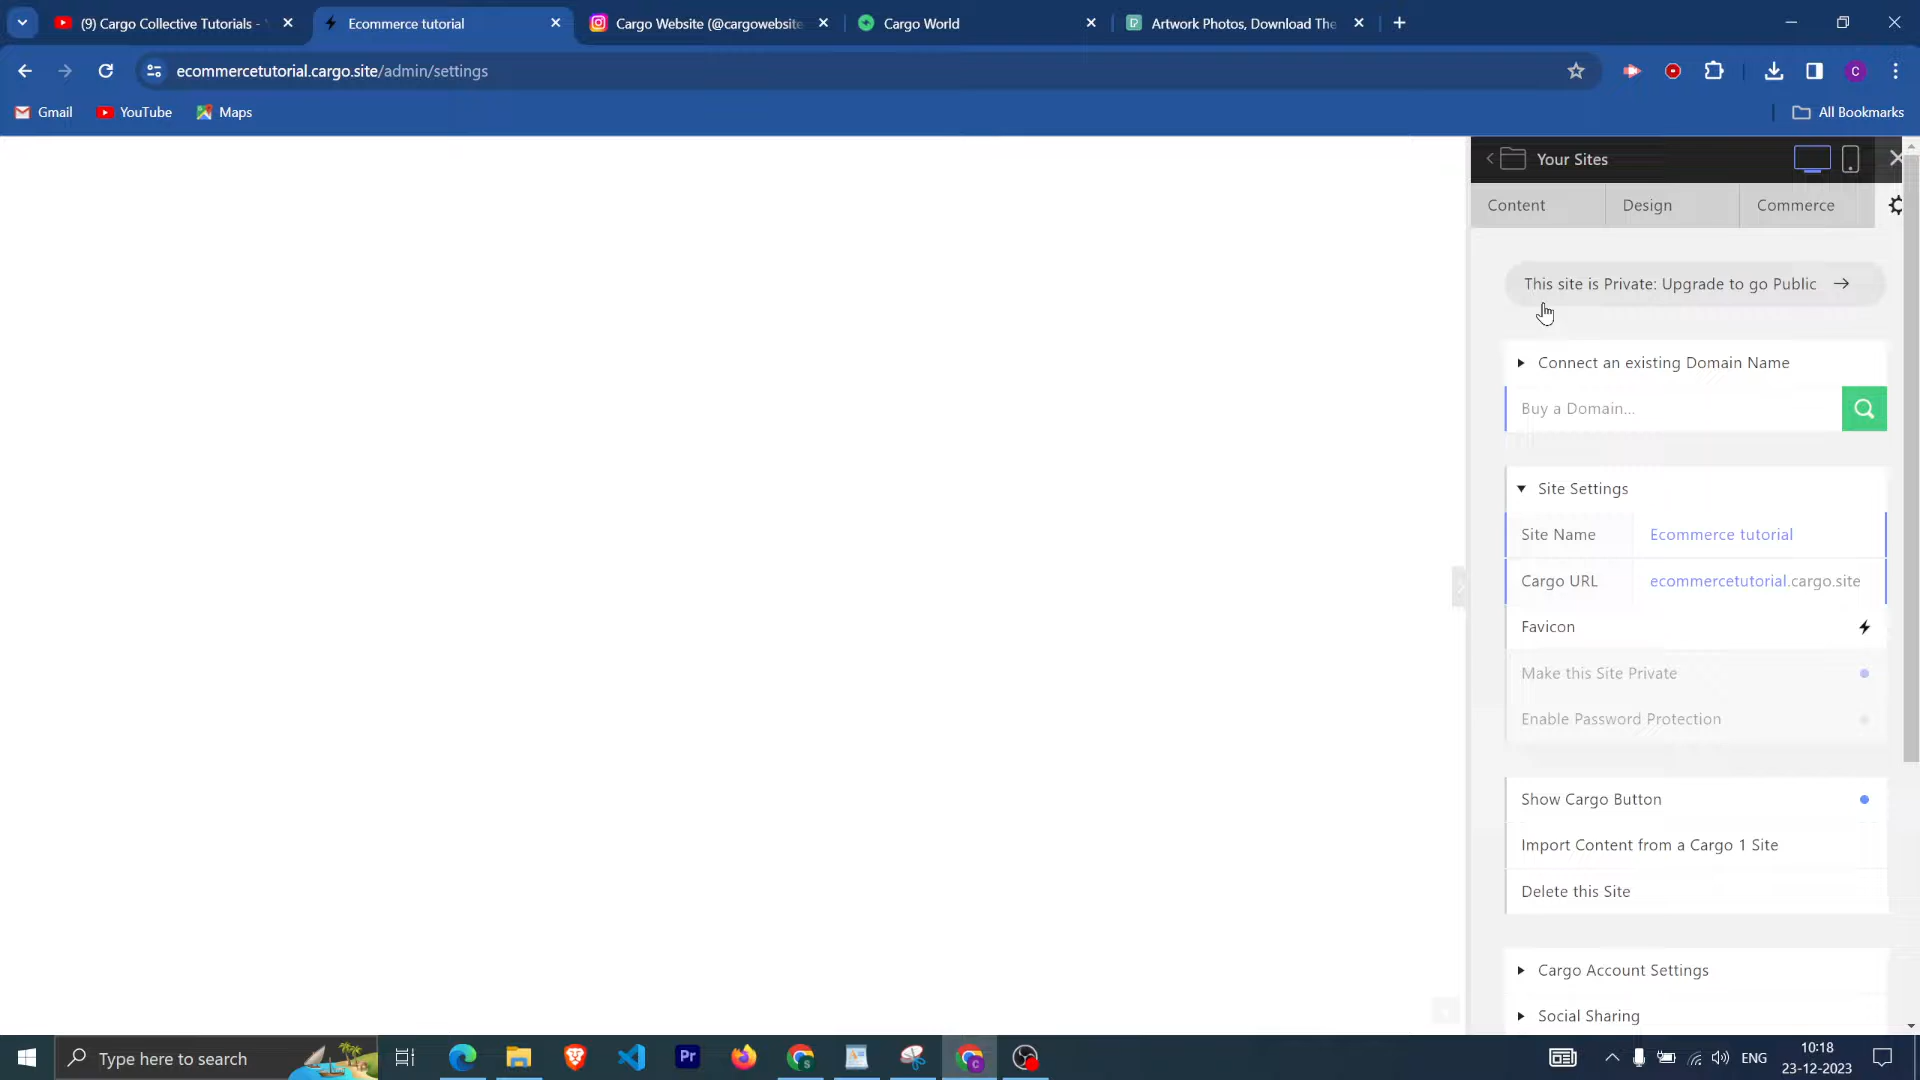 (9) Cargo Collective Tutorials -
Ecommerce tutorial
Cargo Website (@cargowebsite
Cargo World
Artwork Photos, Download The
ecommercetutorial.cargo.site/admin/settings
C
Gmail
YouTube
Maps
All Bookmarks
Your Sites
Content
Design
Commerce
This site is Private: Upgrade to go Public →
Connect an existing Domain Name
Buy a Domain...
Site Settings
Site Name
Ecommerce tutorial
Cargo URL
ecommercetutorial.cargo.site
Favicon
Make this Site Private
Enable Password Protection
Show Cargo Button
Import Content from a Cargo 1 Site
Delete this Site
Cargo Account Settings
Social Sharing
Type here to search
Pr
ENG
10:18
23-12-2023